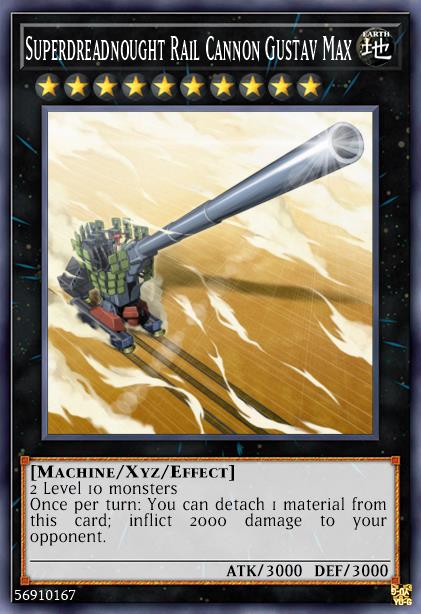 Superdreadnought Rail Cannon Gustav Max
EARTH
地
[Machine/Xyz/Effect]
2 Level 10 monsters
Once per turn: You can detach 1 material from
this card; inflict 2000 damage to your
opponent.
ATK/3000 DEF/3000
56910167